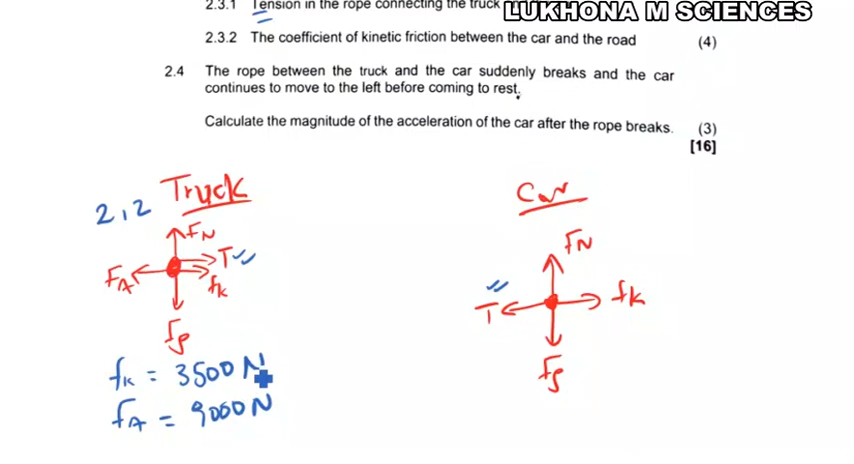 2.3.1 Tension in the rope connecting the truck
LUKHONA M SCIENCES
2.3.2 The coefficient of kinetic friction between the car and the road (4)
2.4 The rope between the truck and the car suddenly breaks and the car
continues to move to the left before coming to rest.
Calculate the magnitude of the acceleration of the car after the rope breaks. (3)
[16]
2,2 Truck
Car
FN
FN
FA
T
fk
T
fk
Fg
Fg
fk = 3500 N
FA = 9000 N